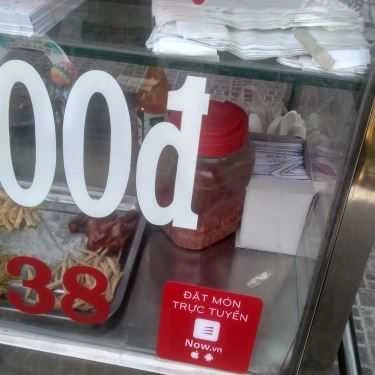 00đ
38
ĐẶT MÓN
TRỰC TUYẾN
Now.vn